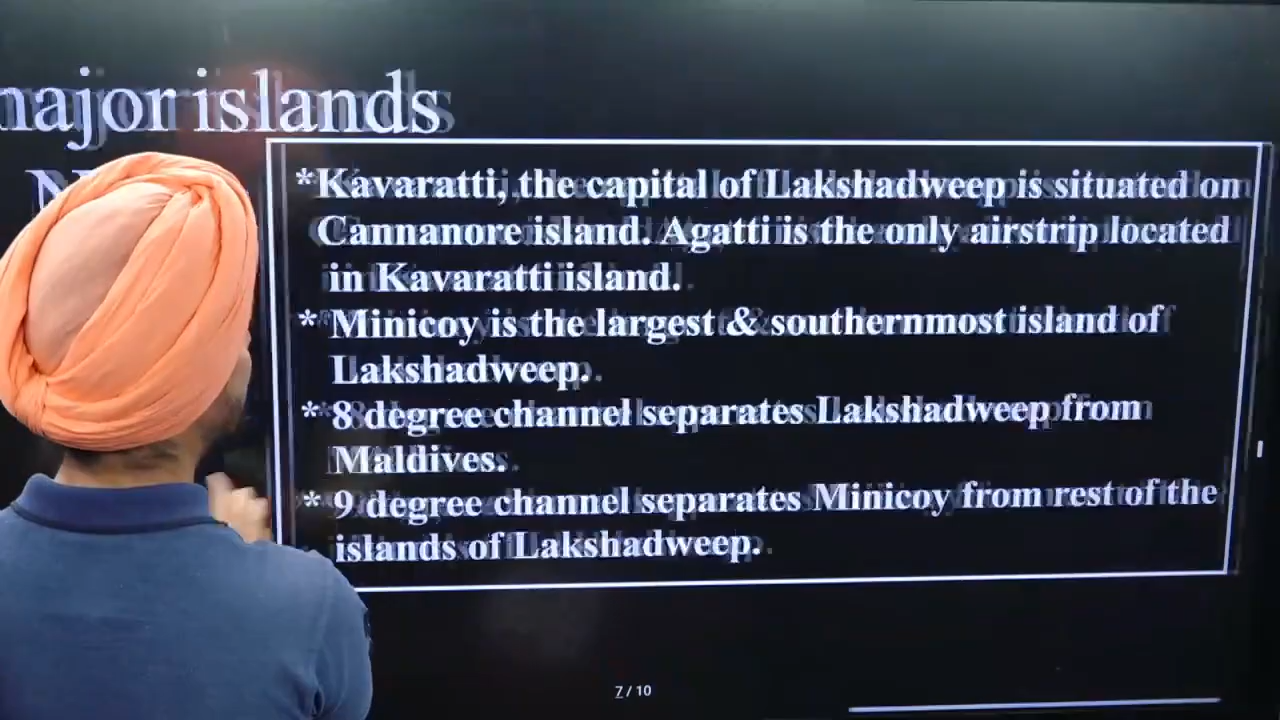 major islands
*Kavaratti, the capital of Lakshadweep is situated on
Cannanore island. Agatti is the only airstrip located
in Kavaratti island.
* Minicoy is the largest & southernmost island of
Lakshadweep.
* 8 degree channel separates Lakshadweep from
Maldives.
* 9 degree channel separates Minicoy from rest of the
islands of Lakshadweep.
7 / 10